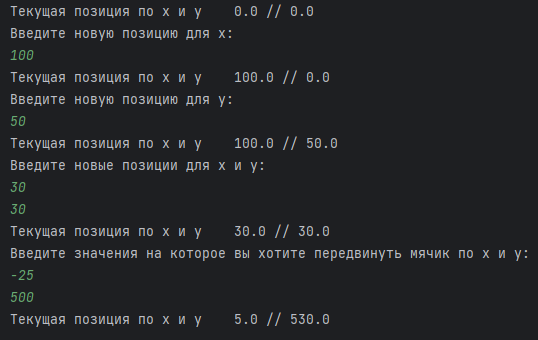 Текущая позиция по x и y    0.0 // 0.0
Введите новую позицию для x:
100
Текущая позиция по x и y    100.0 // 0.0
Введите новую позицию для y:
50
Текущая позиция по x и y    100.0 // 50.0
Введите новые позиции для x и y:
30
30
Текущая позиция по x и y    30.0 // 30.0
Введите значения на которое вы хотите передвинуть мячик по x и y:
-25
500
Текущая позиция по x и y    5.0 // 530.0